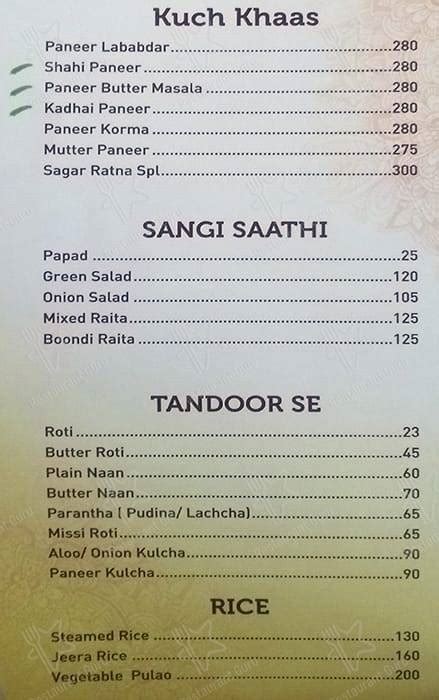 Kuch Khaas
Paneer Lababdar....................280
Shahi Paneer....................280
Paneer Butter Masala....................280
Kadhai Paneer....................280
Paneer Korma....................280
Mutter Paneer....................275
Sagar Ratna Spl....................300
SANGI SAATHI
Papad....................25
Green Salad....................120
Onion Salad....................105
Mixed Raita....................125
Boondi Raita....................125
TANDOOR SE
Roti....................23
Butter Roti....................45
Plain Naan....................60
Butter Naan....................70
Parantha ( Pudina/ Lachcha)....................65
Missi Roti....................65
Aloo/ Onion Kulcha....................90
Paneer Kulcha....................90
RICE
Steamed Rice....................130
Jeera Rice....................160
Vegetable Pulao....................200